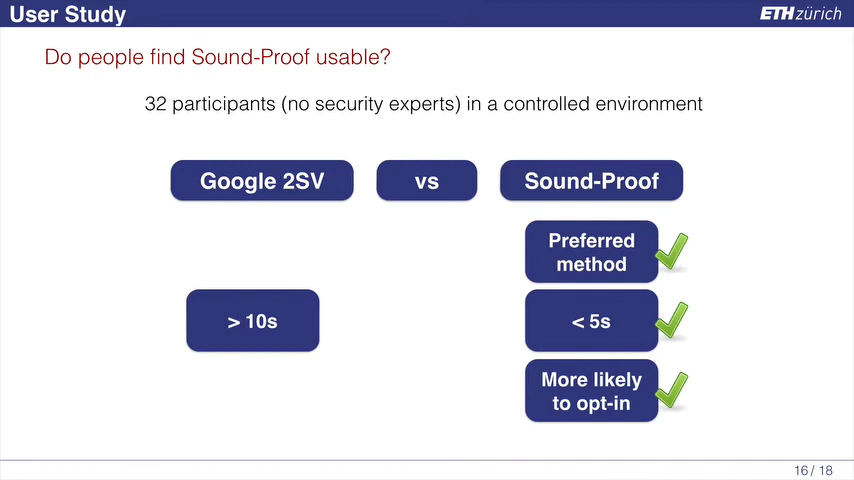 User Study
ETH zürich
Do people find Sound-Proof usable?
32 participants (no security experts) in a controlled environment
Google 2SV
vs
Sound-Proof
Preferred
method
> 10s
< 5s
More likely
to opt-in
16 / 18